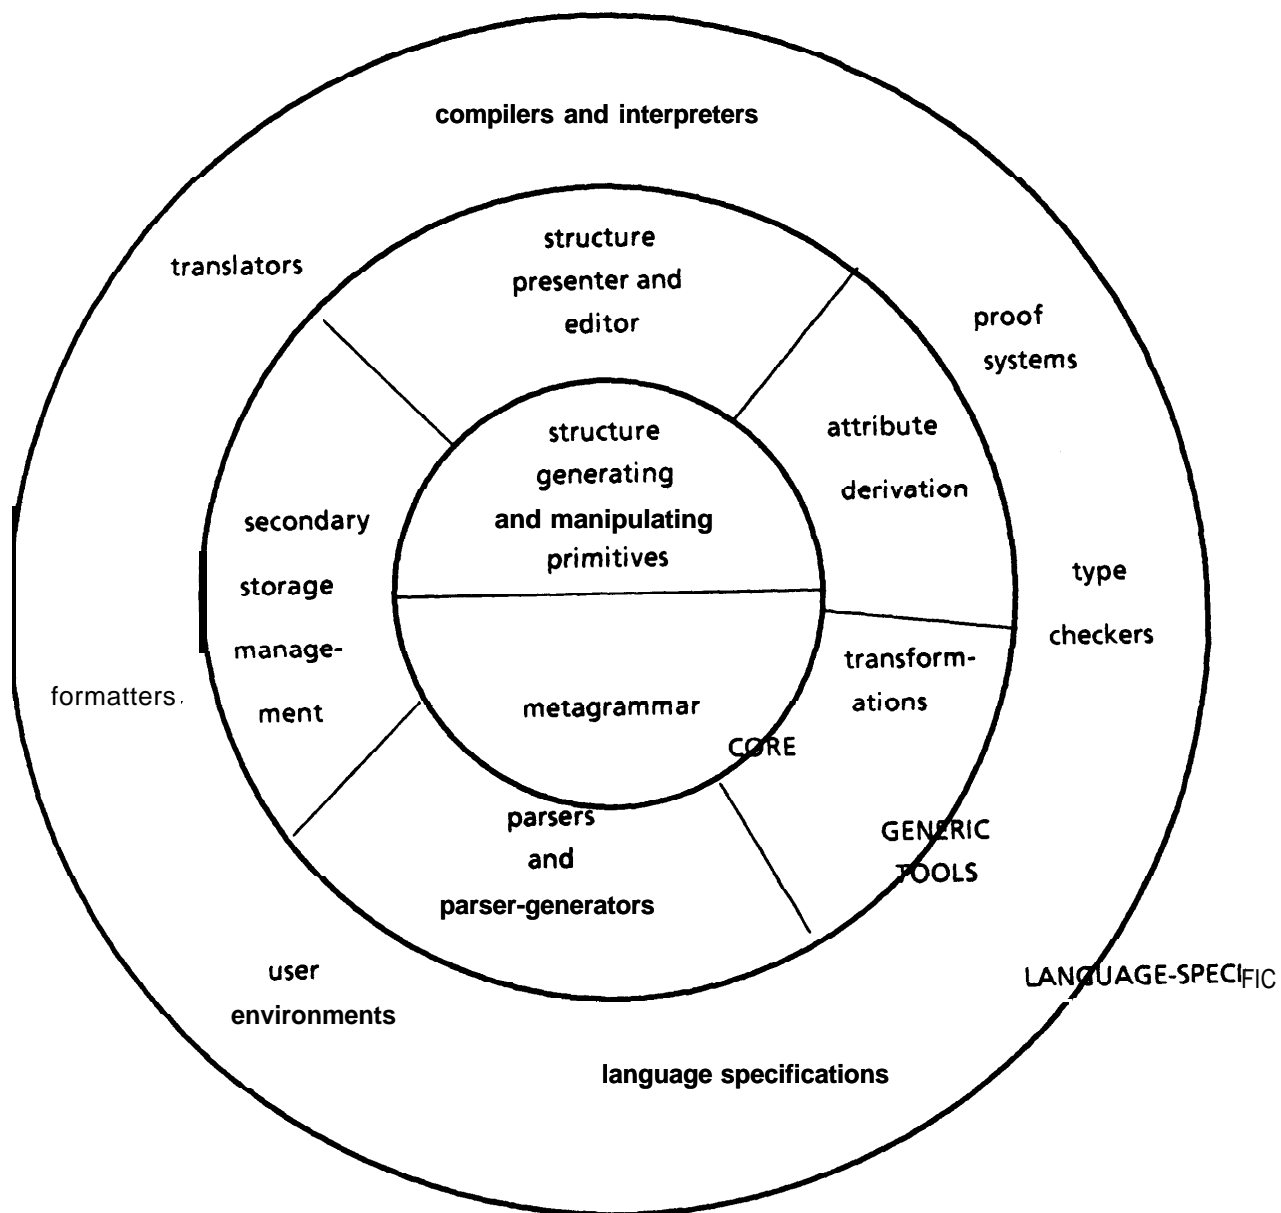 compilers and interpreters
translators
structure
presenter and
editor
proof
systems
attribute
derivation
structure
generating
and manipulating
primitives
secondary
storage
manage-
ment
type
checkers
transform-
ations
formatters.
metagrammar
CORE
parsers
and
parser-generators
GENERIC
TOOLS
user
environments
LANGUAGE-SPECIFIC
language specifications